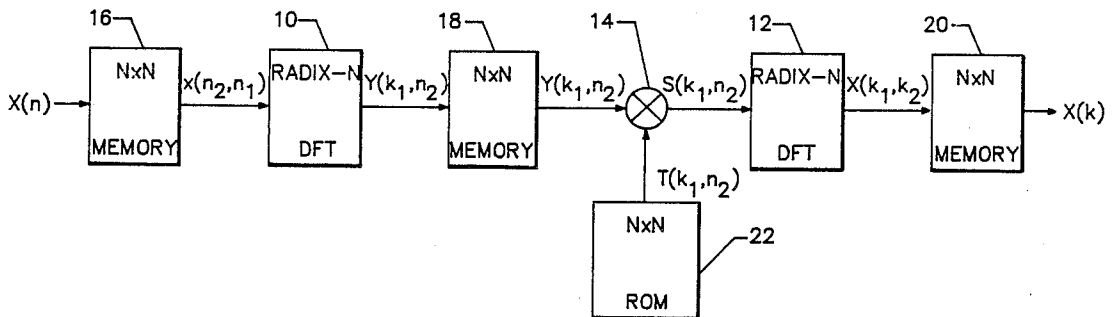 16
10
18
14
12
20
X(n)
NxN
MEMORY
x(n₂,n₁)
RADIX-N
DFT
Y(k₁,n₂)
NxN
MEMORY
Y(k₁,n₂)
S(k₁,n₂)
RADIX-N
DFT
X(k₁,k₂)
NxN
MEMORY
X(k)
T(k₁,n₂)
NxN
ROM
22